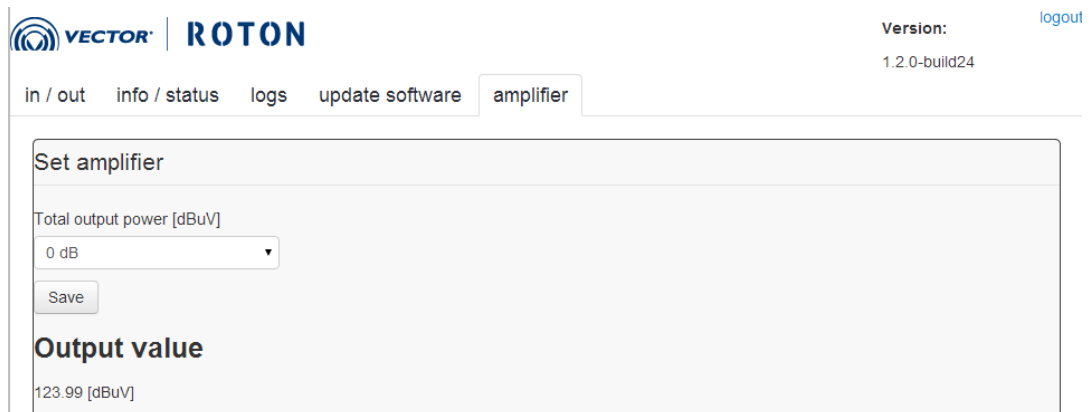 VECTOR
ROTON
Version:
logout
1.2.0-build24
in / out
info / status
logs
update software
amplifier
Set amplifier
Total output power [dBuV]
0 dB
Save
Output value
123.99 [dBuV]